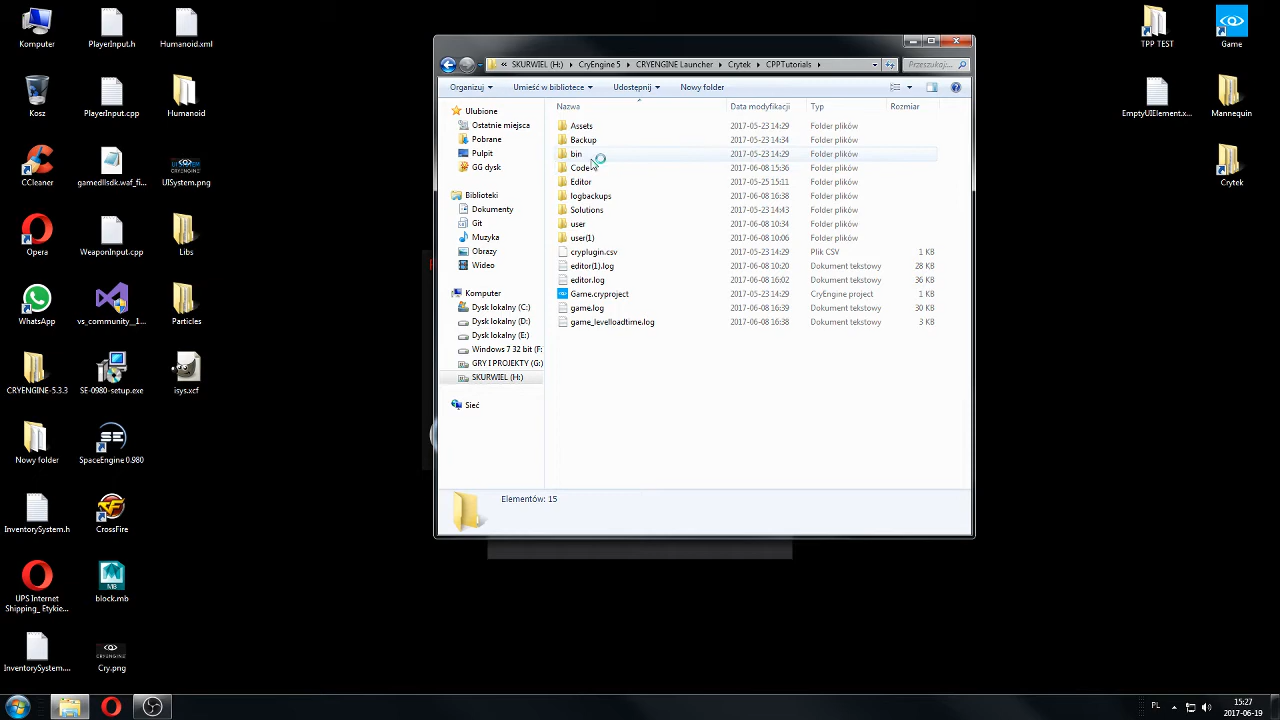 Komputer
PlayerInput.h
Humanoid.xml
Kosz
PlayerInput.cpp
Humanoid
CCleaner
gamedllsdk.waf_fi...
UISYSTEM
UISystem.png
Opera
WeaponInput.cpp
Libs
WhatsApp
vs_community__1...
Particles
CRYENGINE-5.3.3
SE-0980-setup.exe
isys.xcf
Nowy folder
SE
SpaceEngine 0.980
InventorySystem.h
CrossFire
UPS Internet
Shipping_ Etykie...
MB
block.mb
InventorySystem....
CRYENGINE
Cry.png
TPP TEST
Game
EmptyUIElement.x...
Mannequin
Crytek
« SKURWIEL (H:) CryEngine 5 CRYENGINE Launcher Crytek CPPTutorials
Przeszukaj:...
Organizuj
Umieść w bibliotece
Udostępnij
Nowy folder
Ulubione
Ostatnie miejsca
Pobrane
Pulpit
GG dysk
Biblioteki
Dokumenty
Git
Muzyka
Obrazy
Wideo
Komputer
Dysk lokalny (C:)
Dysk lokalny (D:)
Dysk lokalny (E:)
Windows 7 32 bit (F:
GRY I PROJEKTY (G:)
SKURWIEL (H:)
Sieć
Nazwa Data modyfikacji Typ Rozmiar
Assets 2017-05-23 14:29 Folder plików
Backup 2017-05-23 14:34 Folder plików
bin 2017-05-23 14:29 Folder plików
Code 2017-06-08 15:36 Folder plików
Editor 2017-05-25 15:11 Folder plików
logbackups 2017-06-08 16:38 Folder plików
Solutions 2017-05-23 14:43 Folder plików
user 2017-06-08 10:34 Folder plików
user(1) 2017-06-08 10:06 Folder plików
cryplugin.csv 2017-05-23 14:29 Plik CSV 1 KB
editor(1).log 2017-06-08 10:20 Dokument tekstowy 28 KB
editor.log 2017-06-08 16:02 Dokument tekstowy 36 KB
Game.cryproject 2017-05-23 14:29 CryEngine project 1 KB
game.log 2017-06-08 16:39 Dokument tekstowy 30 KB
game_levelloadtime.log 2017-06-08 16:38 Dokument tekstowy 3 KB
Elementów: 15
PL
15:27
2017-06-19